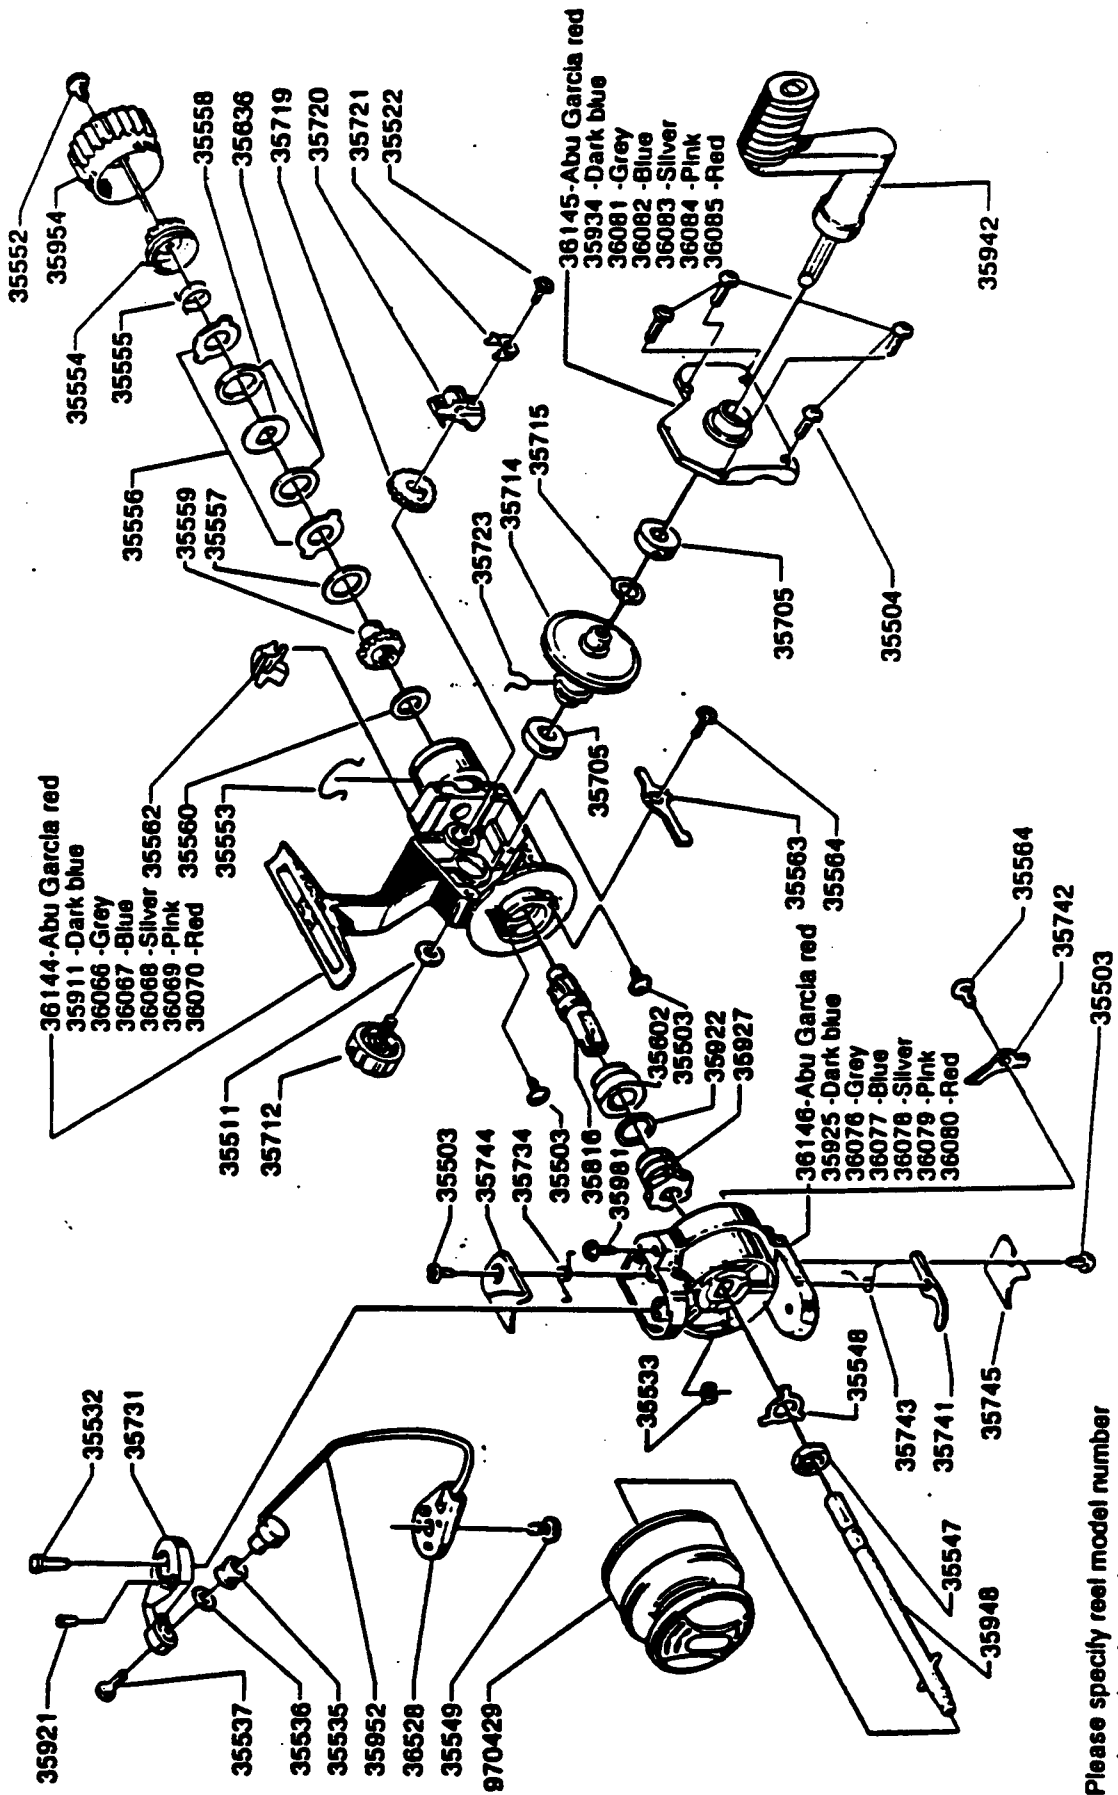 35921
35532
35731
35537
35536
35535
35952
36528
35549
970429
36144-Abu Garcia red
35911 -Dark blue
36066 -Grey
36067 -Blue
36068 -Silver
36069 -Pink
36070 -Red
35562
35560
35553
35511
35712
35503
35744
35734
35503
35816
35981
35602
35503
35922
35927
35552
35954
35554
35555
35556
35559
35557
35558
35636
35719
35720
35721
35522
35723
35714
35715
36145-Abu Garcia red
35934 -Dark blue
36081 -Grey
36082 -Blue
36083 -Silver
36084 -Pink
36085 -Red
35942
35705
35705
35504
35563
35564
36146-Abu Garcia red
35925 -Dark blue
36076 -Grey
36077 -Blue
36078 -Silver
36079 -Pink
36080 -Red
35564
35742
35503
35533
35548
35743
35741
35745
35547
35948
Please specify reel model number